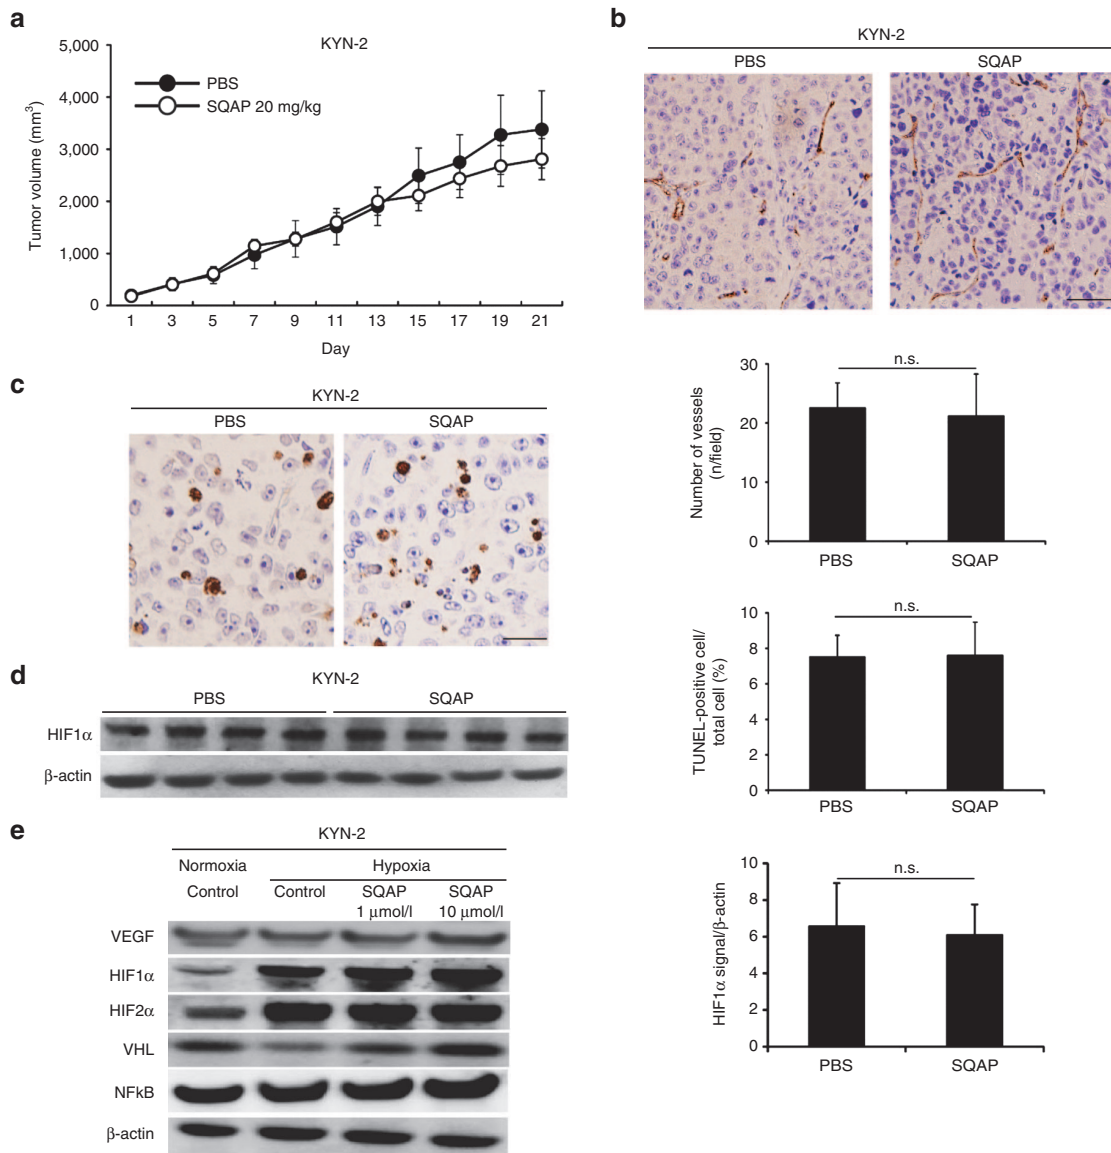 a
KYN-2
5,000
4,000
3,000
2,000
1,000
0
Tumor volume (mm³)
PBS
SQAP 20 mg/kg
1 3 5 7 9 11 13 15 17 19 21
Day
b
KYN-2
PBS SQAP
30
20
10
0
Number of vessels
(n/field)
n.s.
PBS SQAP
c
KYN-2
PBS SQAP
10
8
6
4
2
0
TUNEL-positive cell/
total cell (%)
n.s.
PBS SQAP
d
KYN-2
PBS SQAP
HIF1α
β-actin
10
8
6
4
2
0
HIF1α signal/β-actin
n.s.
PBS SQAP
e
KYN-2
Normoxia Hypoxia
Control Control SQAP SQAP
1 μmol/l 10 μmol/l
VEGF
HIF1α
HIF2α
VHL
NFkB
β-actin